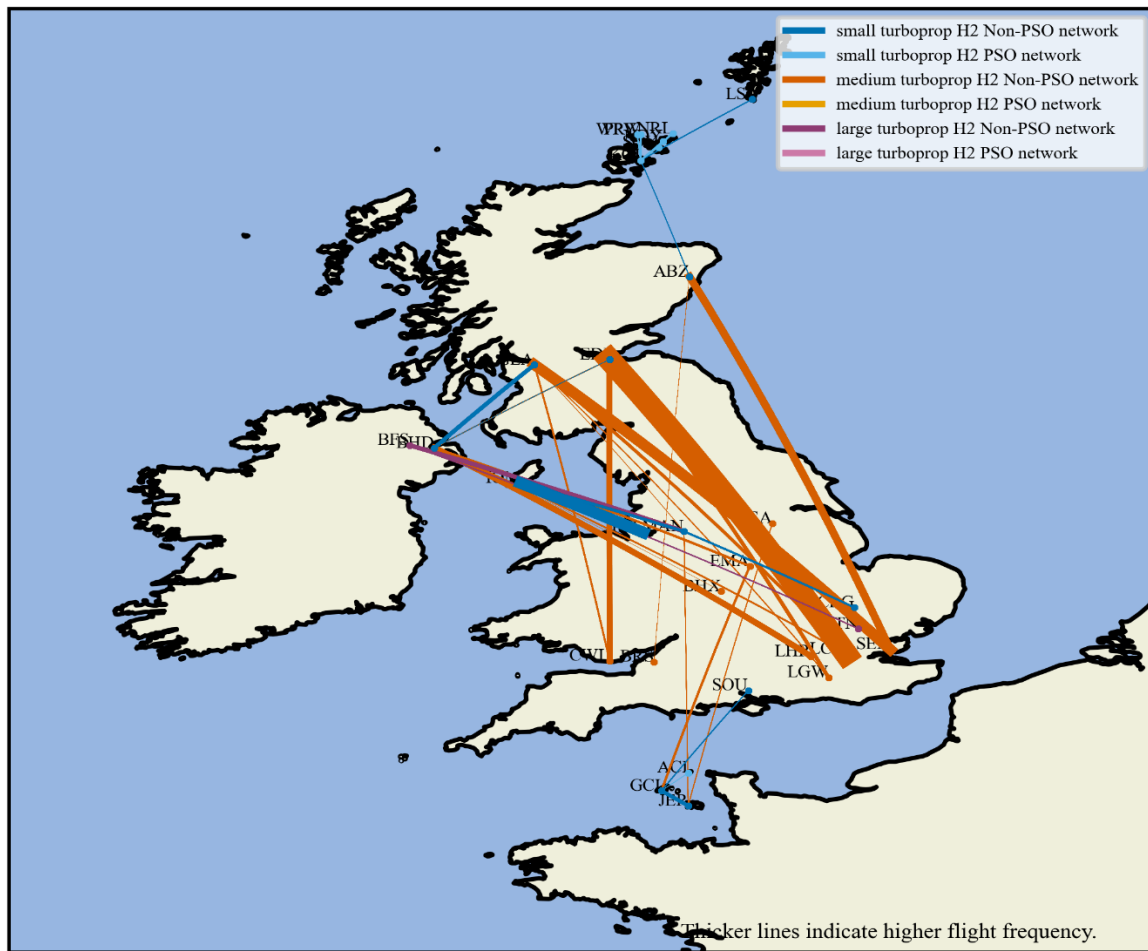 small turboprop H2 Non-PSO network
small turboprop H2 PSO network
medium turboprop H2 Non-PSO network
medium turboprop H2 PSO network
large turboprop H2 Non-PSO network
large turboprop H2 PSO network
ABZ
BFS
BHD
MAN
EMA
BHX
CWL
LGW
SOU
ACI
GCI
JER
Thicker lines indicate higher flight frequency.